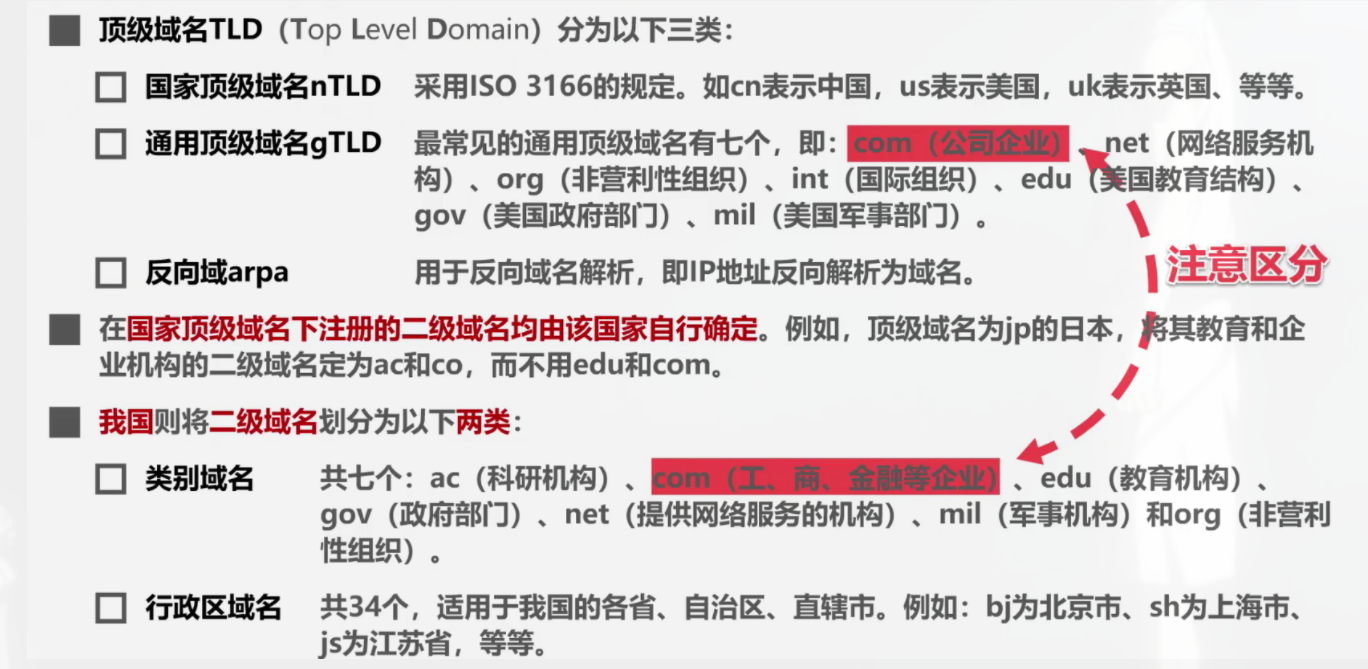 顶级域名TLD（Top Level Domain）分为以下三类：
国家顶级域名nTLD 采用ISO 3166的规定。如cn表示中国，us表示美国，uk表示英国、等等。
通用顶级域名gTLD 最常见的通用顶级域名有七个，即：com（公司企业）、net（网络服务机
构）、org（非营利性组织）、int（国际组织）、edu（美国教育结构）、
gov（美国政府部门）、mil（美国军事部门）。
反向域arpa 用于反向域名解析，即IP地址反向解析为域名。
注意区分
在国家顶级域名下注册的二级域名均由该国家自行确定。例如，顶级域名为jp的日本，将其教育和企
业机构的二级域名定为ac和co，而不用edu和com。
我国则将二级域名划分为以下两类：
类别域名 共七个：ac（科研机构）、com（工、商、金融等企业）、edu（教育机构）、
gov（政府部门）、net（提供网络服务的机构）、mil（军事机构）和org（非营利
性组织）。
行政区域名 共34个，适用于我国的各省、自治区、直辖市。例如：bj为北京市、sh为上海市、
js为江苏省，等等。